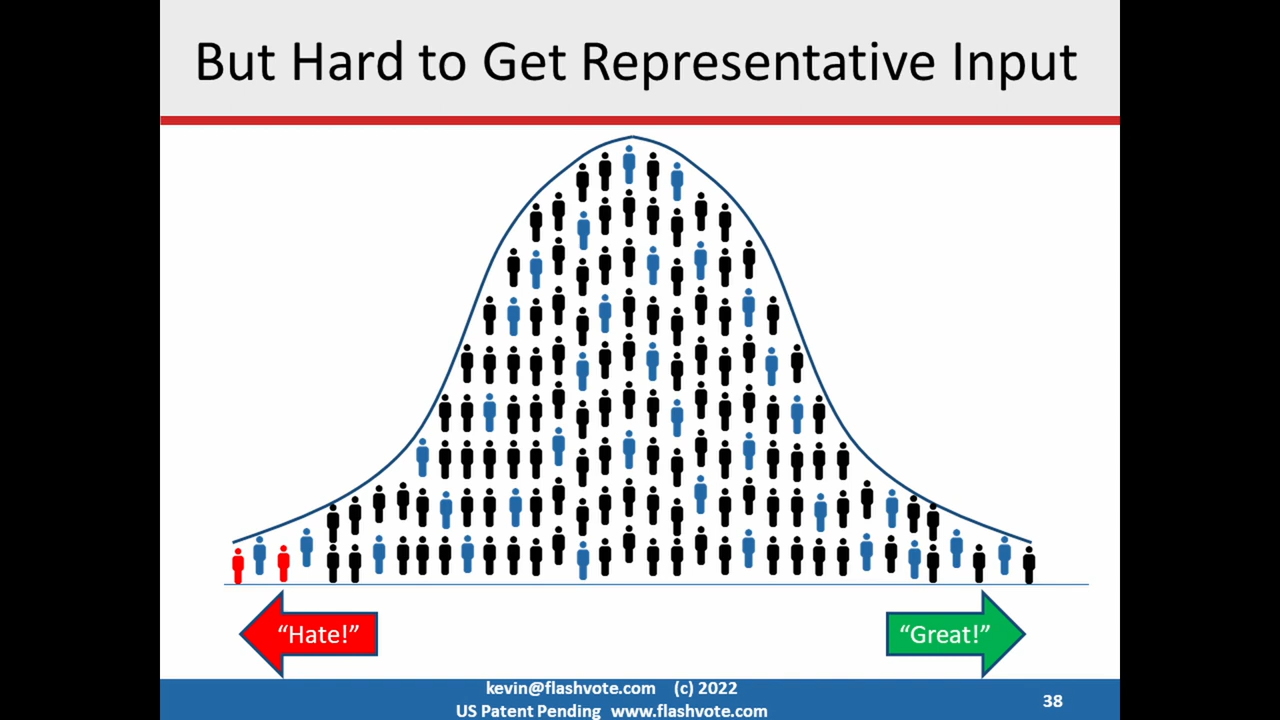 But Hard to Get Representative Input
“Hate!”
“Great!”
kevin@flashvote.com (c) 2022
US Patent Pending www.flashvote.com
38